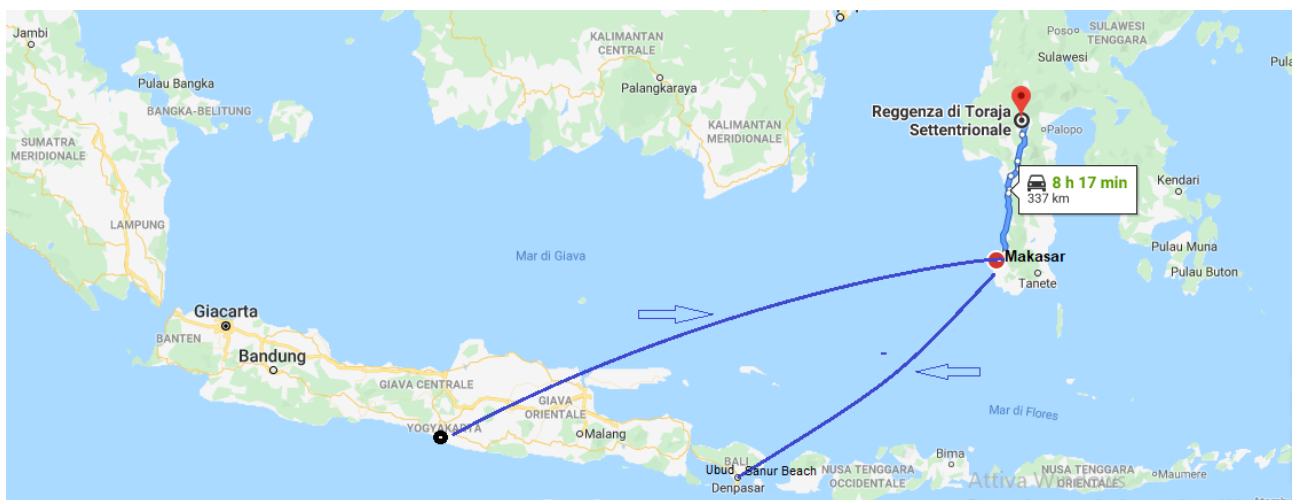 Jambi
Pulau Bangka
BANGKA-BELITUNG
SUMATRA
MERIDIONALE
LAMPUNG
KALIMANTAN
CENTRALE
Palangkaraya
KALIMANTAN
MERIDIONALE
Poso
SULAWESI
TENGGARA
Sulawesi
Reggenza di Toraja
Settentrionale
Palopo
8 h 17 min
337 km
Kendari
Pulau Muna
Pulau Buton
Makasar
Tanete
Mar di Giava
Giacarta
BANTEN
Bandung
GIAVA CENTRALE
GIAVA
ORIENTALE
YOGYAKARTA
Malang
Mar di Flores
BALI
Ubud
Sanur Beach
Denpasar
NUSA TENGGARA
OCCIDENTALE
Bima
NUSA TENGGARA
ORIENTALE
Maumere
Attiva Windows